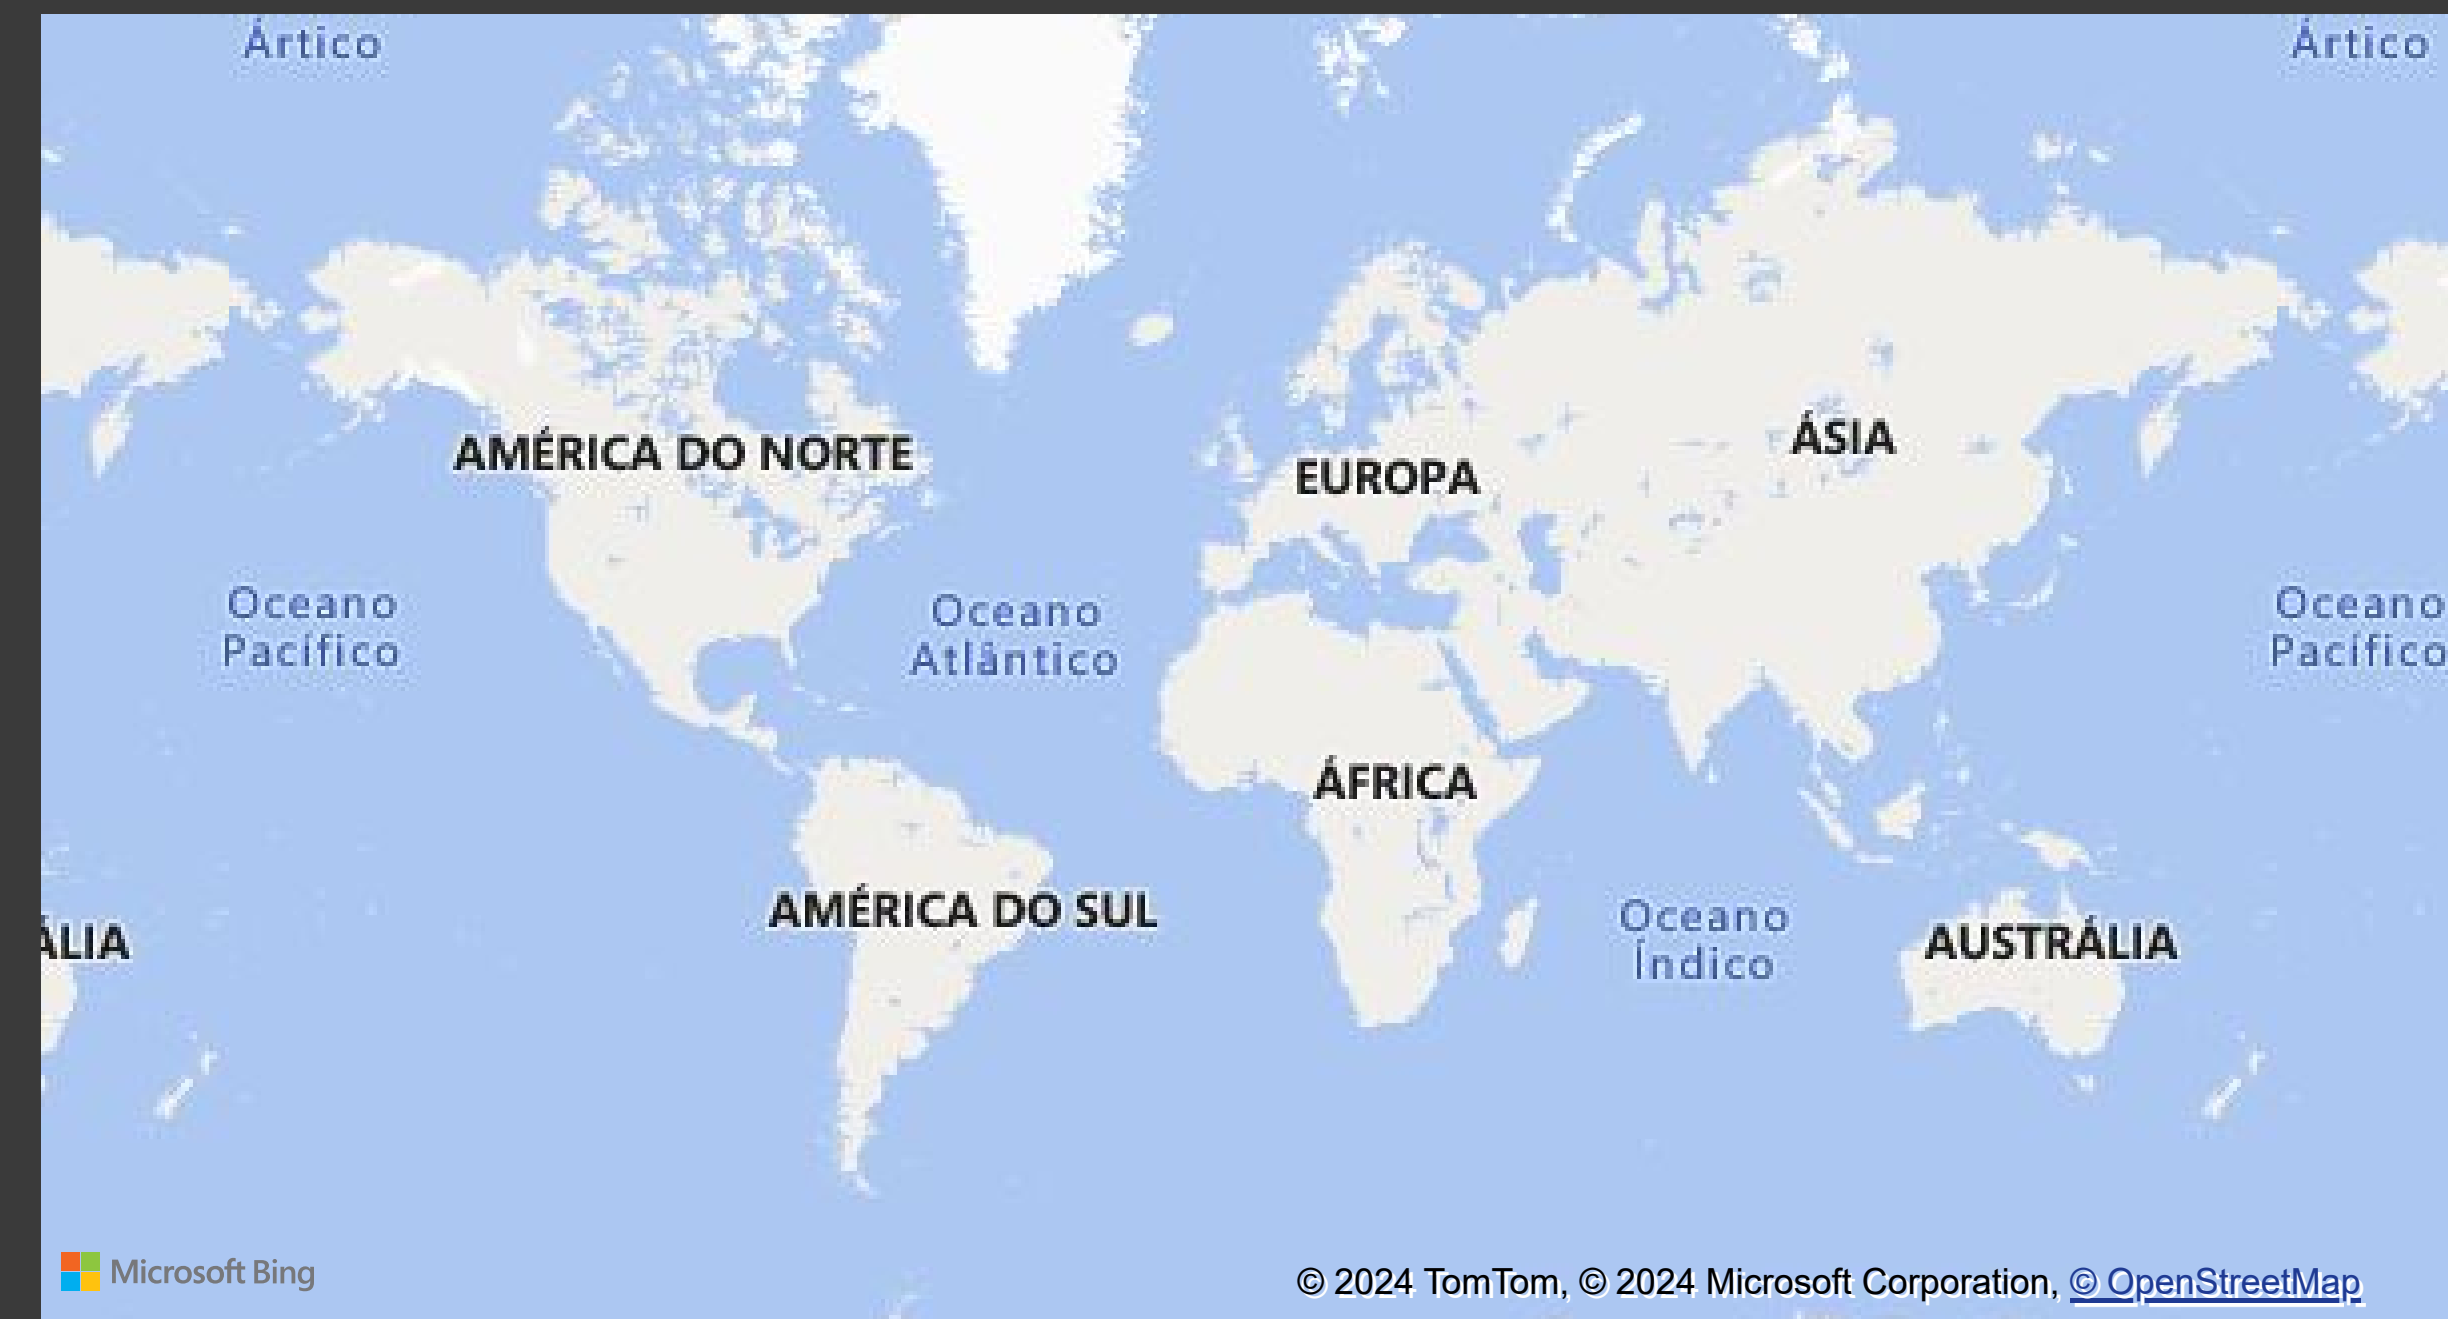 Ártico
Ártico
AMÉRICA DO NORTE
EUROPA
ÁSIA
Oceano
Pacífico
Oceano
Atlântico
Oceano
Pacífico
ÁFRICA
AMÉRICA DO SUL
Oceano
Índico
ÁLIA
AUSTRÁLIA
Microsoft Bing
© 2024 TomTom, © 2024 Microsoft Corporation, © OpenStreetMap